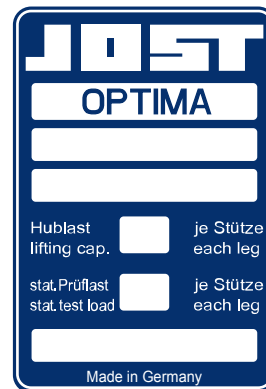 JOST
OPTIMA
Hublast je Stütze
lifting cap. each leg
stat.Prüflast je Stütze
stat.test load each leg
Made in Germany